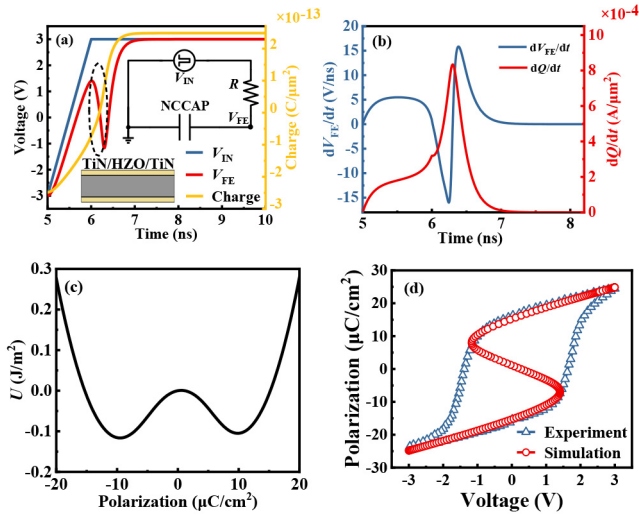 (a)
3
2
1
0
-1
-2
-3
Voltage (V)
5 6 7 8 9 10
Time (ns)
3
2
1
0
-1
-2
-3
×10⁻¹³
Charge (C/μm²)
V_IN
R
NCCAP
V_FE
TiN/HZO/TiN
V_IN
V_FE
Charge
(b)
20
15
10
5
0
-5
-10
-15
dV_FE/dt (V/ns)
5 6 7 8
Time (ns)
10
8
6
4
2
0
×10⁻⁴
dQ/dt (A/μm²)
dV_FE/dt
dQ/dt
(c)
0.3
0.2
0.1
0.0
-0.1
-0.2
U (J/m²)
-20 -10 0 10 20
Polarization (μC/cm²)
(d)
30
20
10
0
-10
-20
-30
Polarization (μC/cm²)
-3 -2 -1 0 1 2 3
Voltage (V)
Experiment
Simulation